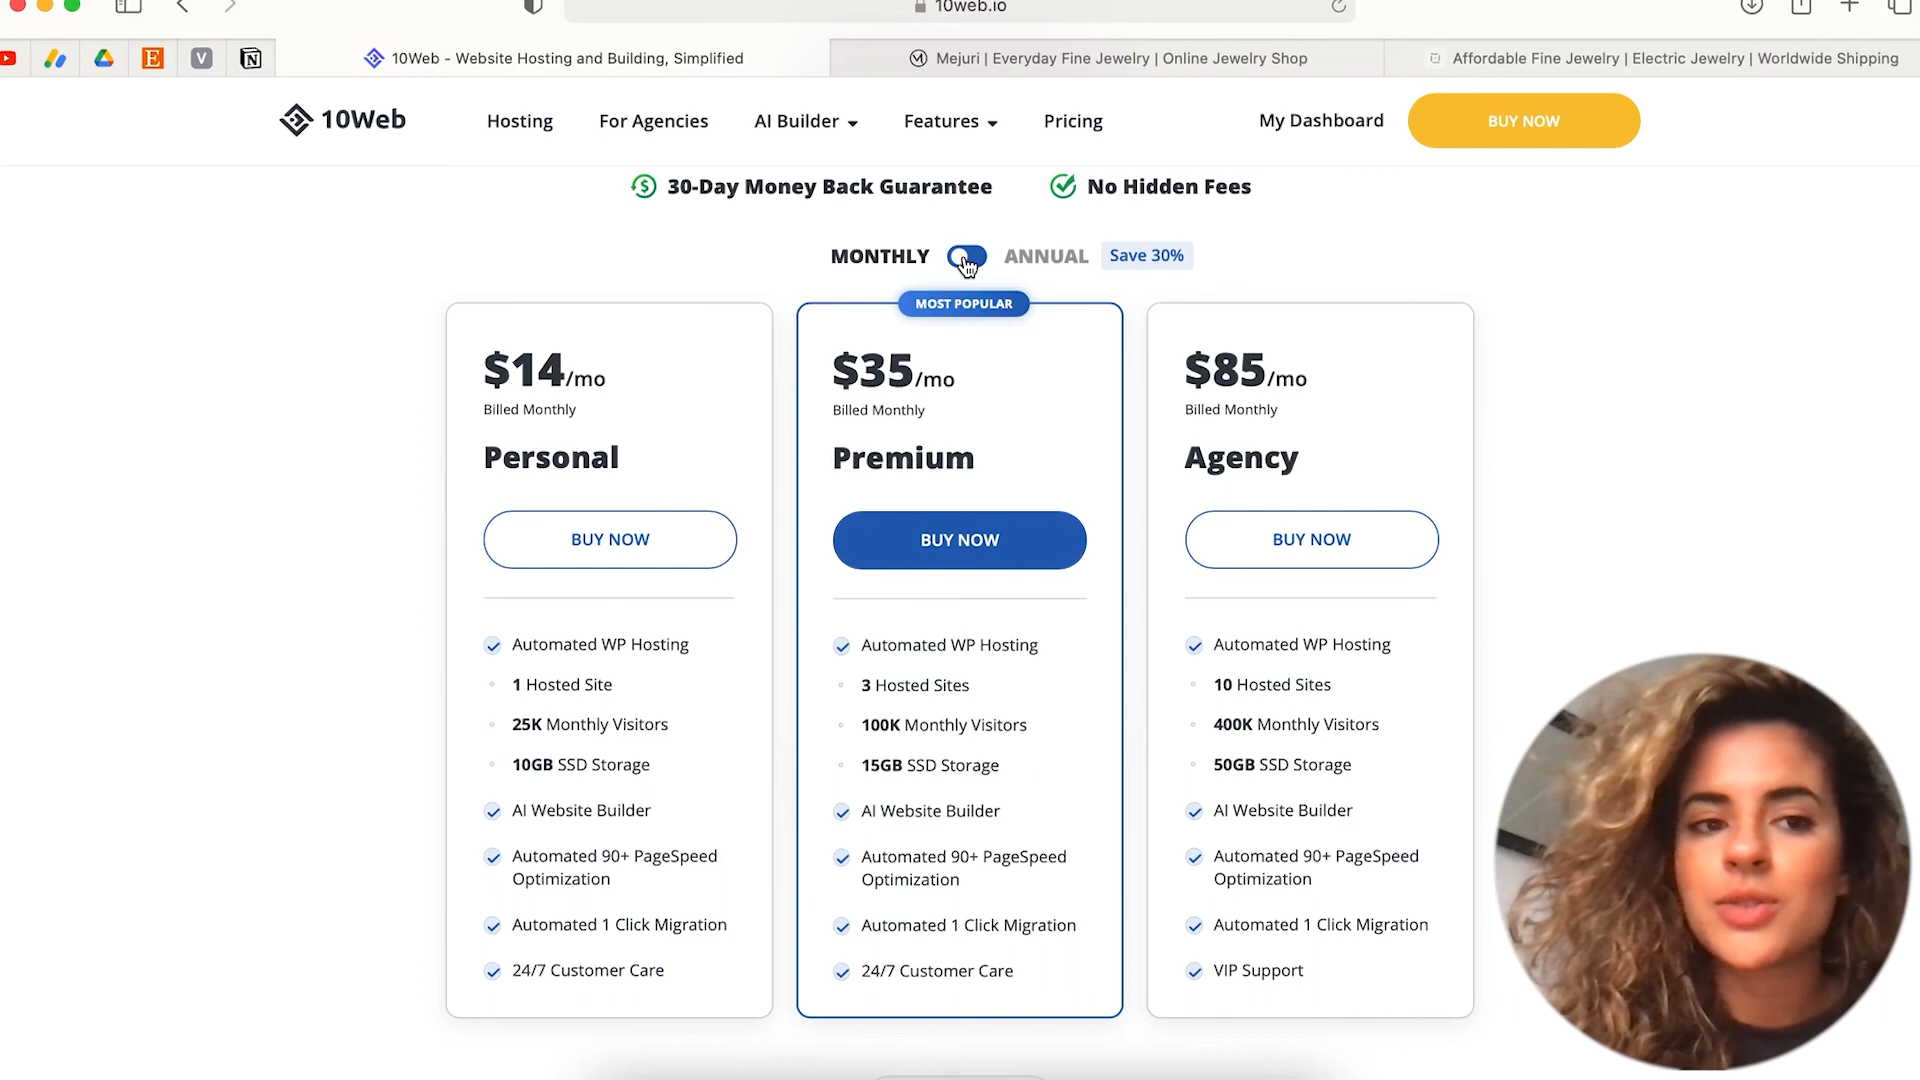 10web.io
10Web - Website Hosting and Building, Simplified
Mejuri | Everyday Fine Jewelry | Online Jewelry Shop
Affordable Fine Jewelry | Electric Jewelry | Worldwide Shipping
10Web
Hosting
For Agencies
AI Builder
Features
Pricing
My Dashboard
BUY NOW
30-Day Money Back Guarantee
No Hidden Fees
MONTHLY
ANNUAL
Save 30%
$14/mo
Billed Monthly
Personal
BUY NOW
Automated WP Hosting
1 Hosted Site
25K Monthly Visitors
10GB SSD Storage
AI Website Builder
Automated 90+ PageSpeed
Optimization
Automated 1 Click Migration
24/7 Customer Care
MOST POPULAR
$35/mo
Billed Monthly
Premium
BUY NOW
Automated WP Hosting
3 Hosted Sites
100K Monthly Visitors
15GB SSD Storage
AI Website Builder
Automated 90+ PageSpeed
Optimization
Automated 1 Click Migration
24/7 Customer Care
$85/mo
Billed Monthly
Agency
BUY NOW
Automated WP Hosting
10 Hosted Sites
400K Monthly Visitors
50GB SSD Storage
AI Website Builder
Automated 90+ PageSpeed
Optimization
Automated 1 Click Migration
VIP Support